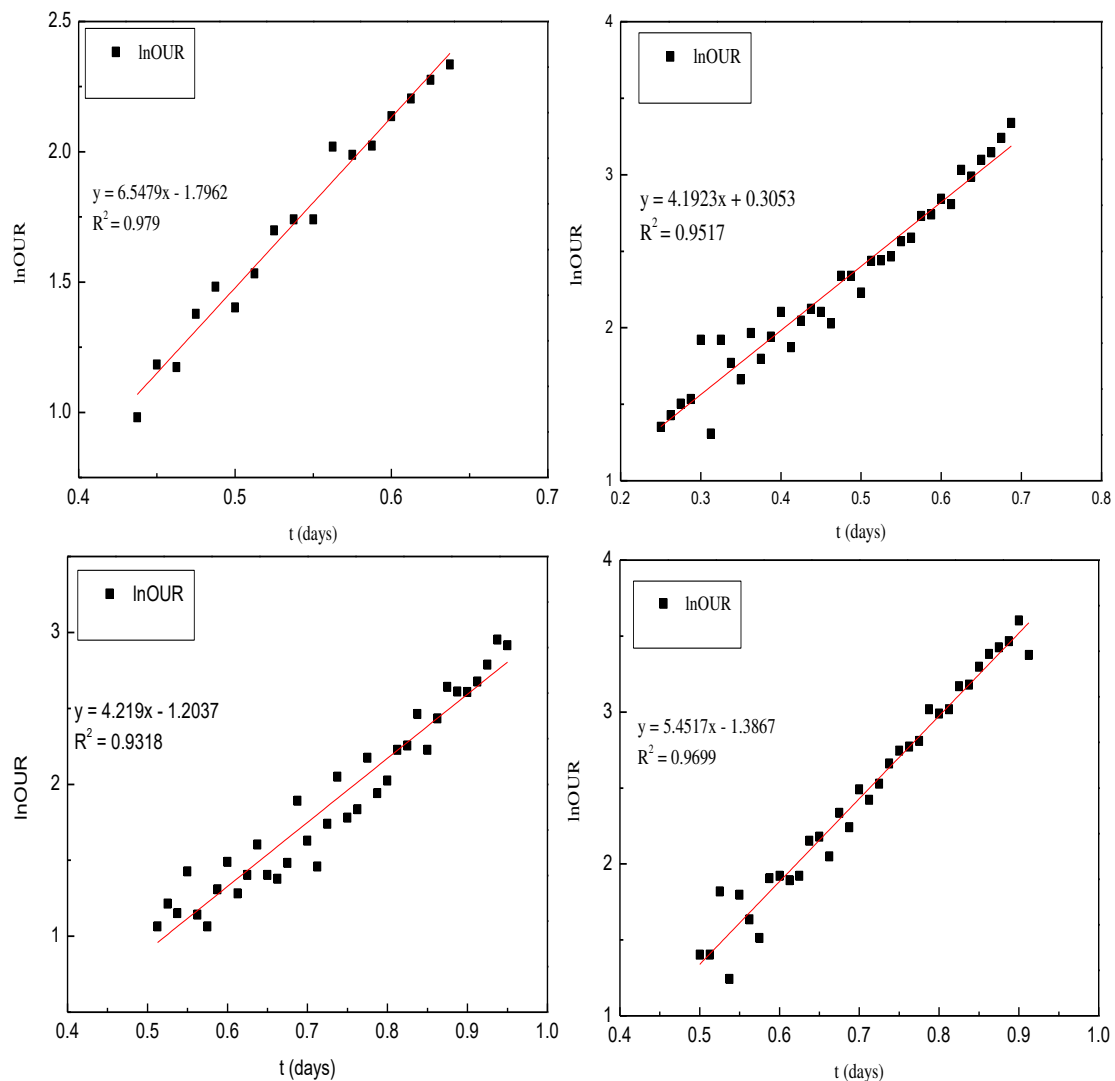 2.5
lnOUR
2.0
y = 6.5479x - 1.7962
R² = 0.979
lnOUR
1.5
1.0
0.4
0.5
0.6
0.7
t (days)
4
lnOUR
3
y = 4.1923x + 0.3053
R² = 0.9517
lnOUR
2
1
0.2
0.3
0.4
0.5
0.6
0.7
0.8
t (days)
lnOUR
3
y = 4.219x - 1.2037
R² = 0.9318
lnOUR
2
1
0.4
0.5
0.6
0.7
0.8
0.9
1.0
t (days)
4
lnOUR
3
y = 5.4517x - 1.3867
R² = 0.9699
lnOUR
2
1
0.4
0.5
0.6
0.7
0.8
0.9
1.0
t (days)